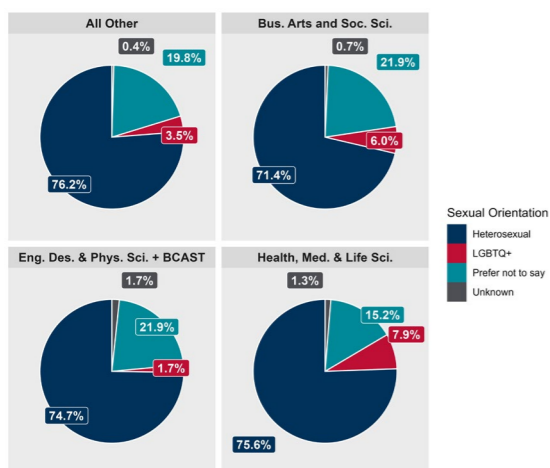 All Other
0.4%
19.8%
3.5%
76.2%
Bus. Arts and Soc. Sci.
0.7%
21.9%
6.0%
71.4%
Eng. Des. & Phys. Sci. + BCAST
1.7%
21.9%
1.7%
74.7%
Health, Med. & Life Sci.
1.3%
15.2%
7.9%
75.6%
Sexual Orientation
Heterosexual
LGBTQ+
Prefer not to say
Unknown